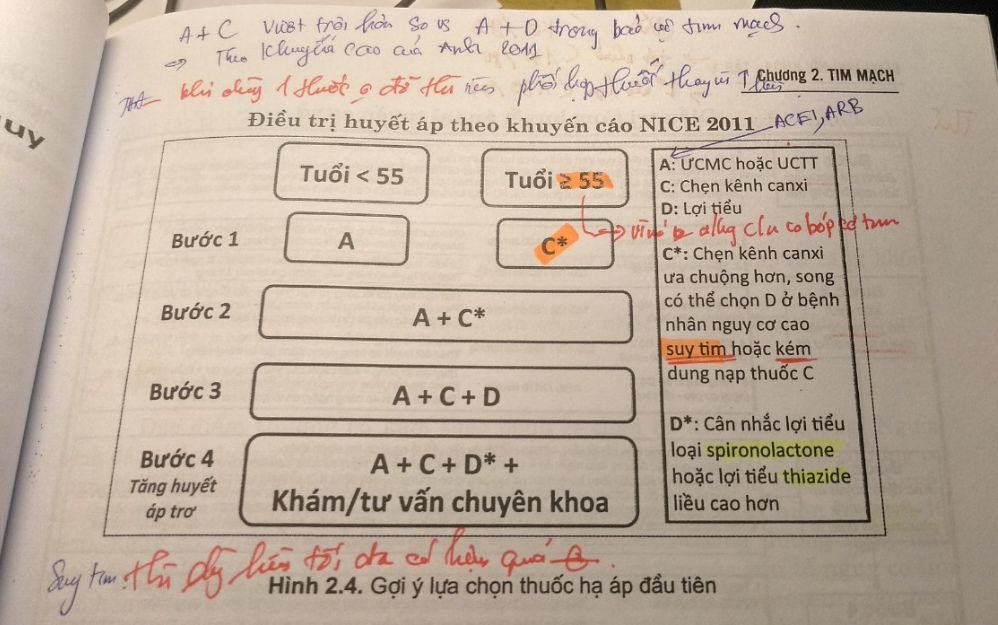 A + C vượt trội hơn so vs A + D trong bảo vệ tim mạch.
=> Theo khuyến cáo của Anh 2011
THA khi dùng 1 thuốc đỡ thì nên phối hợp thuốc thay vì ↑ liều
Chương 2. TIM MẠCH
uy
Điều trị huyết áp theo khuyến cáo NICE 2011
ACEI, ARB
Tuổi < 55
Tuổi ≥ 55
Bước 1
A
C*
Bước 2
A + C*
Bước 3
A + C + D
Bước 4
Tăng huyết
áp trơ
A + C + D* +
Khám/tư vấn chuyên khoa
A: ƯCMC hoặc UCTT
C: Chẹn kênh canxi
D: Lợi tiểu
co bóp cơ tim
C*: Chẹn kênh canxi
ưa chuộng hơn, song
có thể chọn D ở bệnh
nhân nguy cơ cao
suy tim hoặc kém
dung nạp thuốc C
D*: Cân nhắc lợi tiểu
loại spironolactone
hoặc lợi tiểu thiazide
liều cao hơn
Suy tim thì liều tối đa có hiệu quả
Hình 2.4. Gợi ý lựa chọn thuốc hạ áp đầu tiên